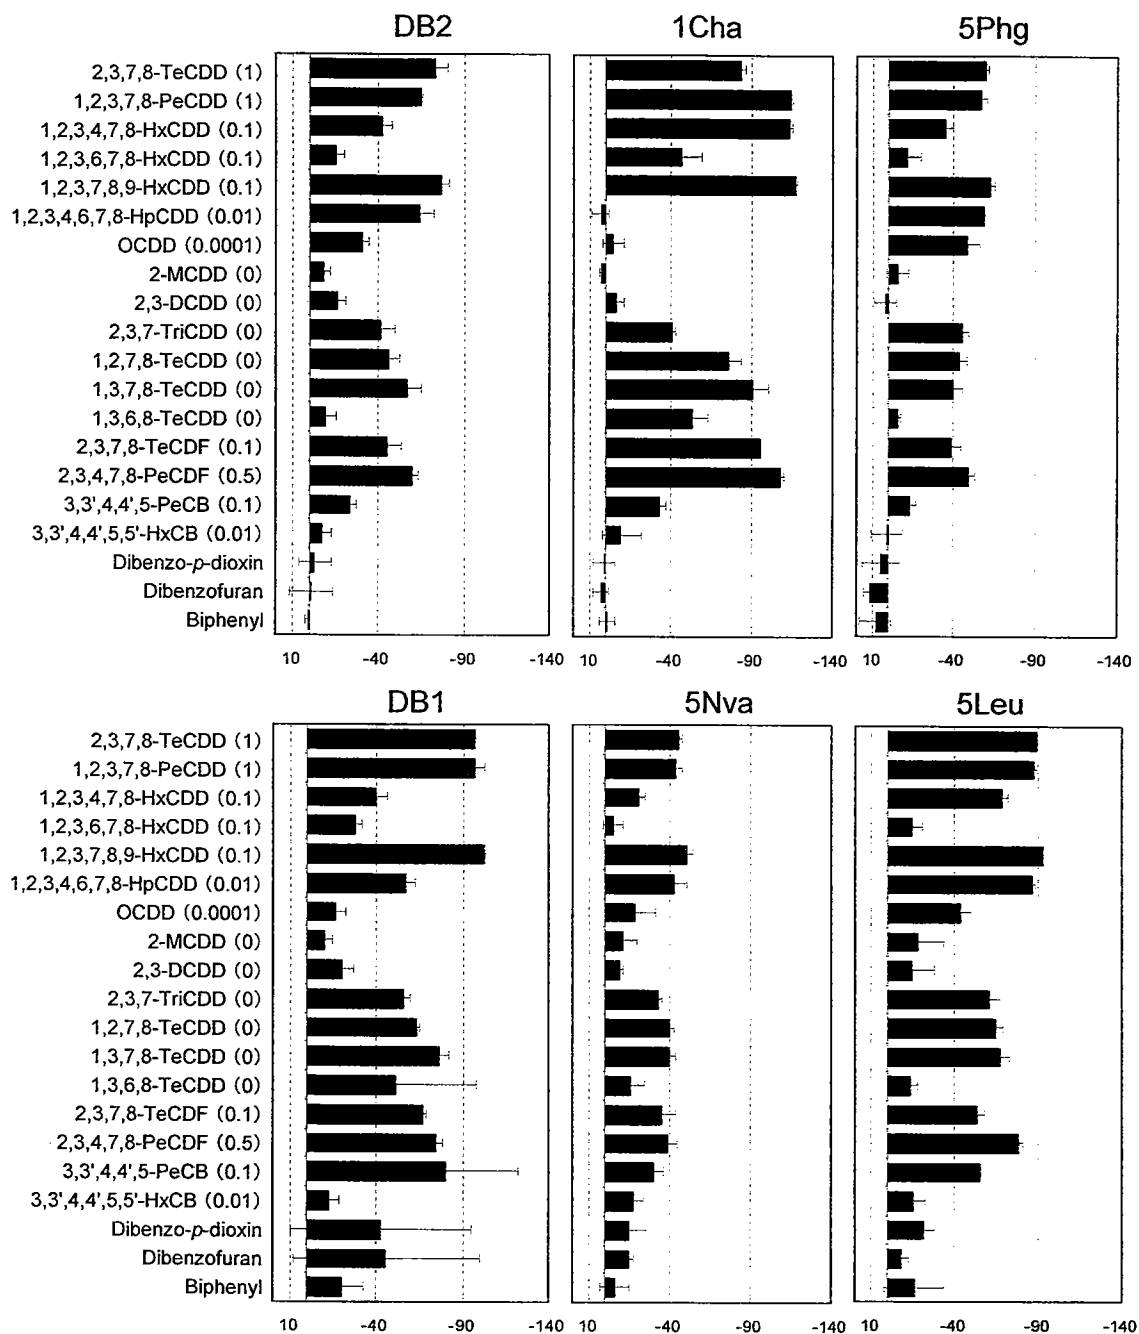 DB2 1Cha 5Phg
2,3,7,8-TeCDD (1)
1,2,3,7,8-PeCDD (1)
1,2,3,4,7,8-HxCDD (0.1)
1,2,3,6,7,8-HxCDD (0.1)
1,2,3,7,8,9-HxCDD (0.1)
1,2,3,4,6,7,8-HpCDD (0.01)
OCDD (0.0001)
2-MCDD (0)
2,3-DCDD (0)
2,3,7-TriCDD (0)
1,2,7,8-TeCDD (0)
1,3,7,8-TeCDD (0)
1,3,6,8-TeCDD (0)
2,3,7,8-TeCDF (0.1)
2,3,4,7,8-PeCDF (0.5)
3,3',4,4',5-PeCB (0.1)
3,3',4,4',5,5'-HxCB (0.01)
Dibenzo-p-dioxin
Dibenzofuran
Biphenyl
10 -40 -90 -140 10 -40 -90 -140 10 -40 -90 -140
DB1 5Nva 5Leu
2,3,7,8-TeCDD (1)
1,2,3,7,8-PeCDD (1)
1,2,3,4,7,8-HxCDD (0.1)
1,2,3,6,7,8-HxCDD (0.1)
1,2,3,7,8,9-HxCDD (0.1)
1,2,3,4,6,7,8-HpCDD (0.01)
OCDD (0.0001)
2-MCDD (0)
2,3-DCDD (0)
2,3,7-TriCDD (0)
1,2,7,8-TeCDD (0)
1,3,7,8-TeCDD (0)
1,3,6,8-TeCDD (0)
2,3,7,8-TeCDF (0.1)
2,3,4,7,8-PeCDF (0.5)
3,3',4,4',5-PeCB (0.1)
3,3',4,4',5,5'-HxCB (0.01)
Dibenzo-p-dioxin
Dibenzofuran
Biphenyl
10 -40 -90 -140 10 -40 -90 -140 10 -40 -90 -140